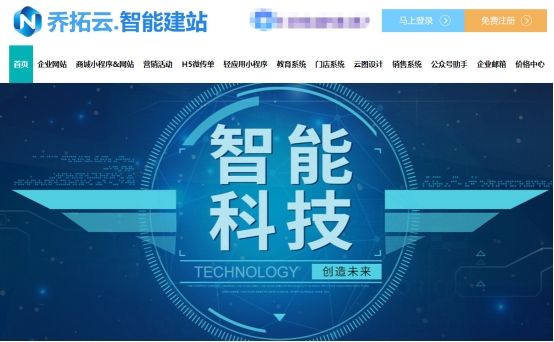 乔拓云.智能建站
马上登录
免费注册
首页 企业网站 商城小程序&网站 营销活动 H5微传单 轻应用小程序 教育系统 门店系统 云图设计 销售系统 公众号助手 企业邮箱 价格中心
智能
科技
TECHNOLOGY 创造未来